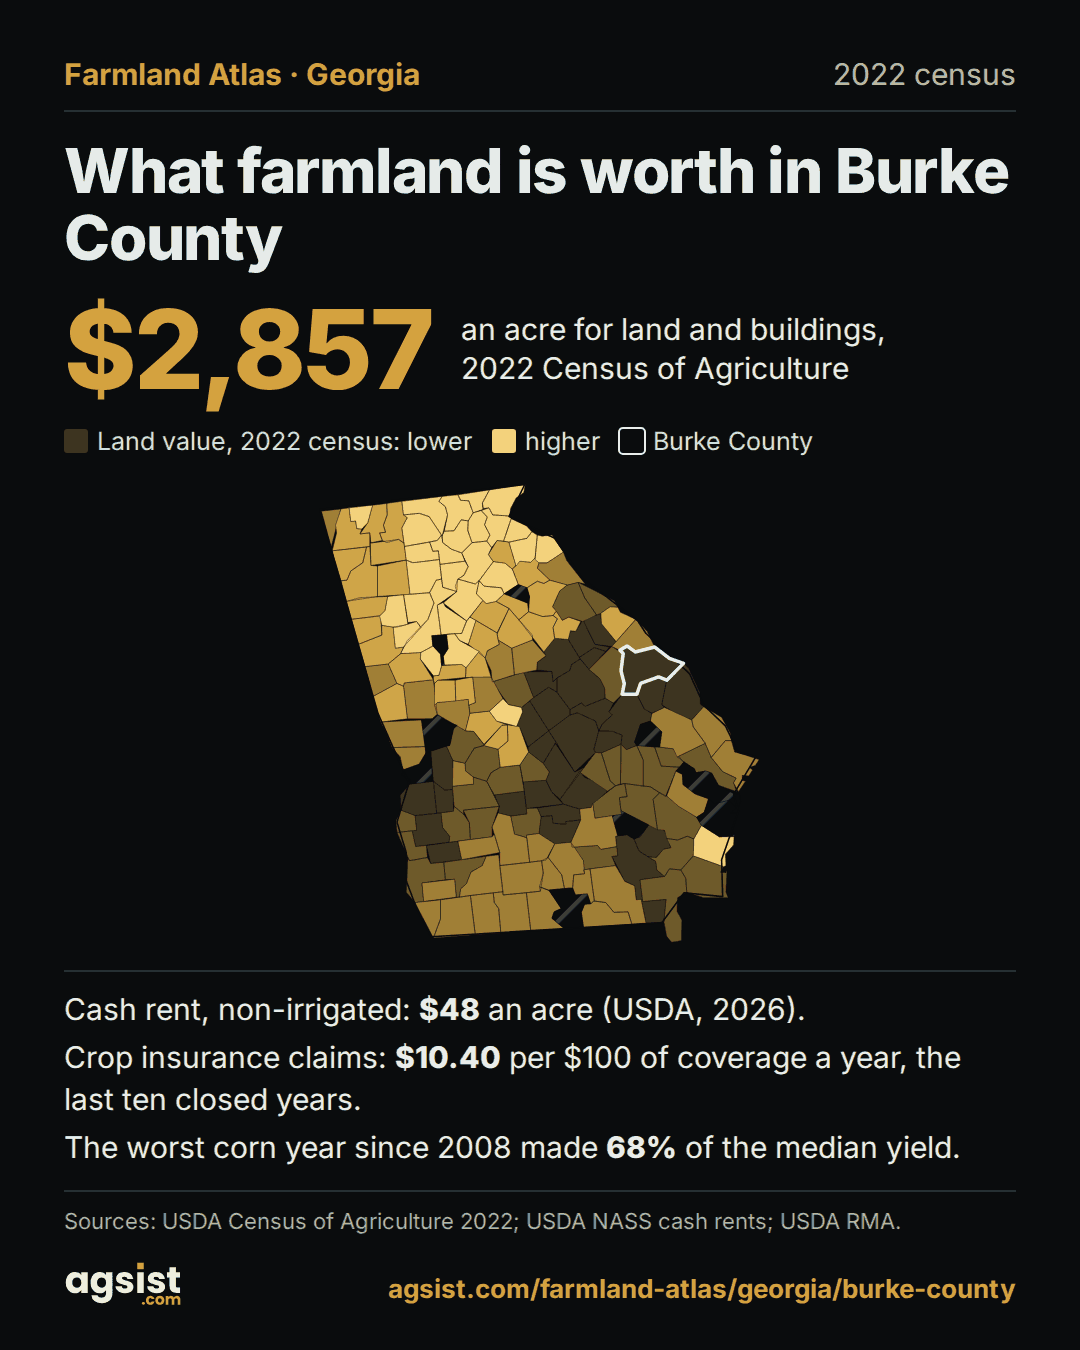 Farmland Atlas · Georgia
2022 census
What farmland is worth in Burke
County
$2,857
an acre for land and buildings,
2022 Census of Agriculture
Land value, 2022 census: lower
higher
Burke County
Cash rent, non-irrigated: $48 an acre (USDA, 2026).
Crop insurance claims: $10.40 per $100 of coverage a year, the
last ten closed years.
The worst corn year since 2008 made 68% of the median yield.
Sources: USDA Census of Agriculture 2022; USDA NASS cash rents; USDA RMA.
agsist
.com
agsist.com/farmland-atlas/georgia/burke-county